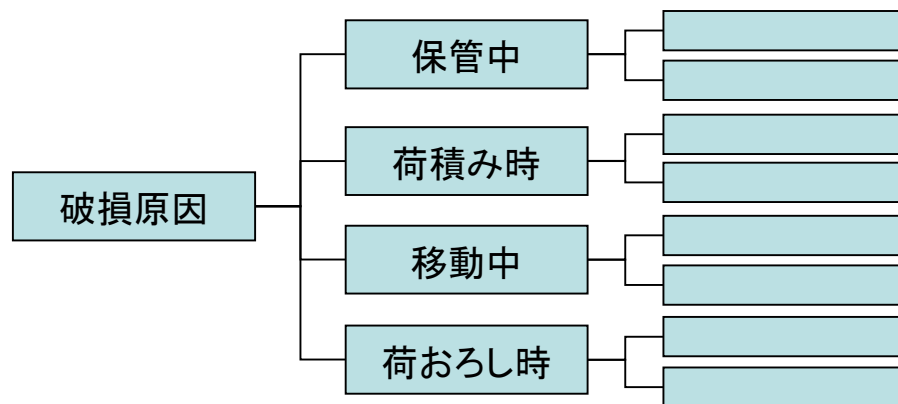 保管中
荷積み時
破損原因
移動中
荷おろし時